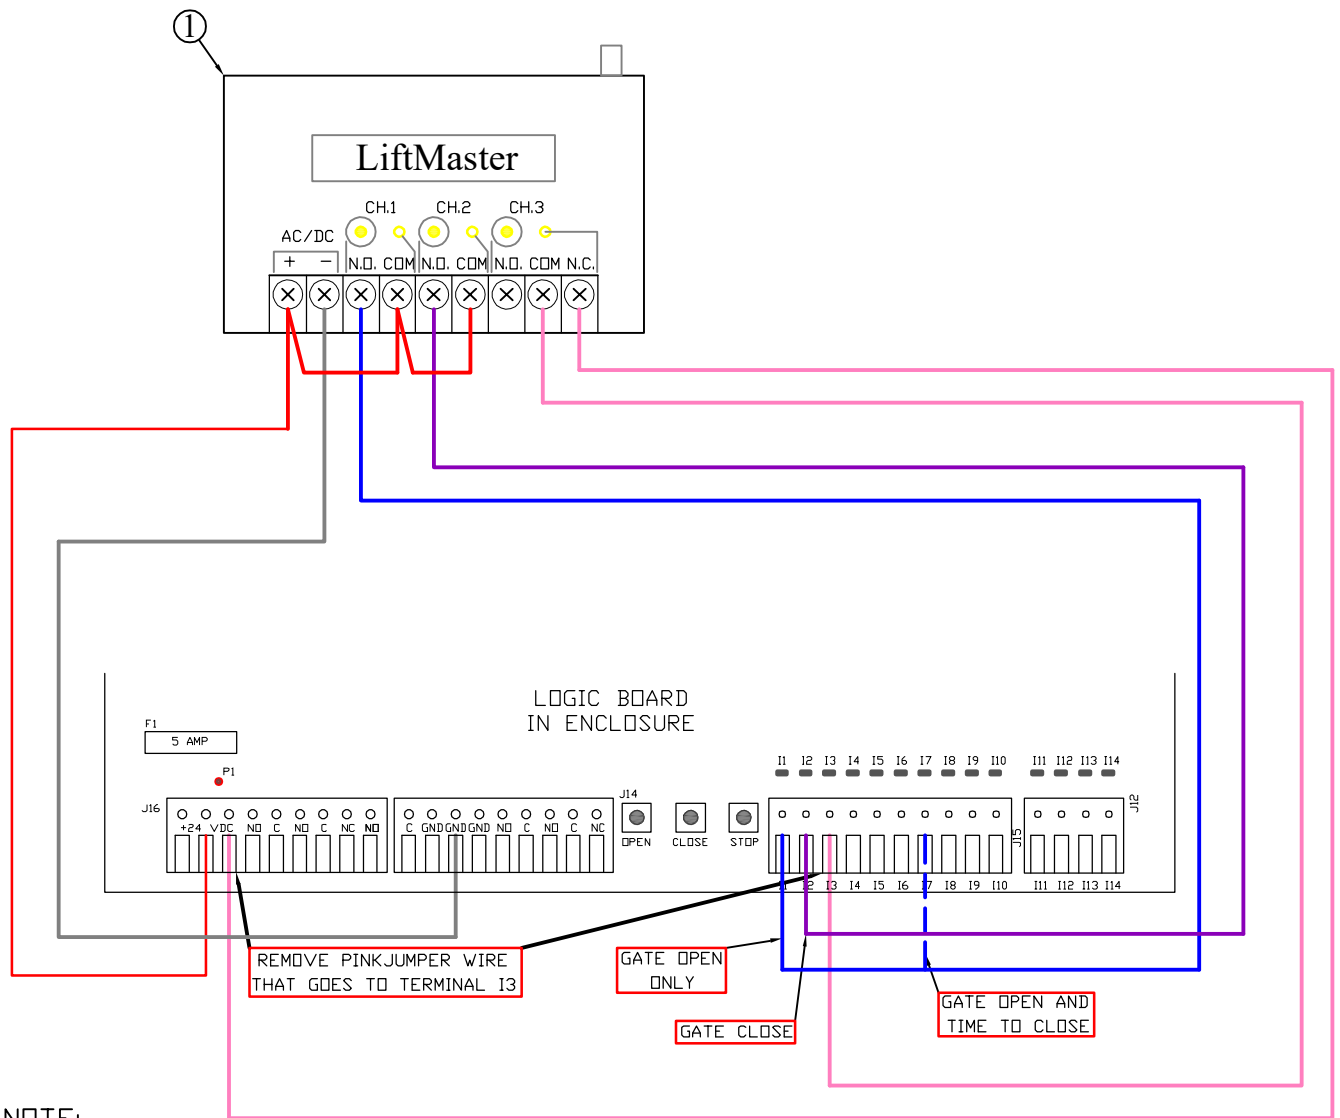 1
LiftMaster
CH.1 CH.2 CH.3
AC/DC
+ − N.O. COM N.O. COM N.O. COM N.C.
LOGIC BOARD
IN ENCLOSURE
F1
5 AMP
P1
I1 I2 I3 I4 I5 I6 I7 I8 I9 I10 I11 I12 I13 I14
J16 J14 J12
+24 VDC NO C NO C NC NO C GND GND GND NO C NO C NC
OPEN CLOSE STOP
J15
I1 I2 I3 I4 I5 I6 I7 I8 I9 I10 I11 I12 I13 I14
REMOVE PINKJUMPER WIRE
THAT GOES TO TERMINAL I3
GATE OPEN
ONLY
GATE CLOSE
GATE OPEN AND
TIME TO CLOSE
NOTE: